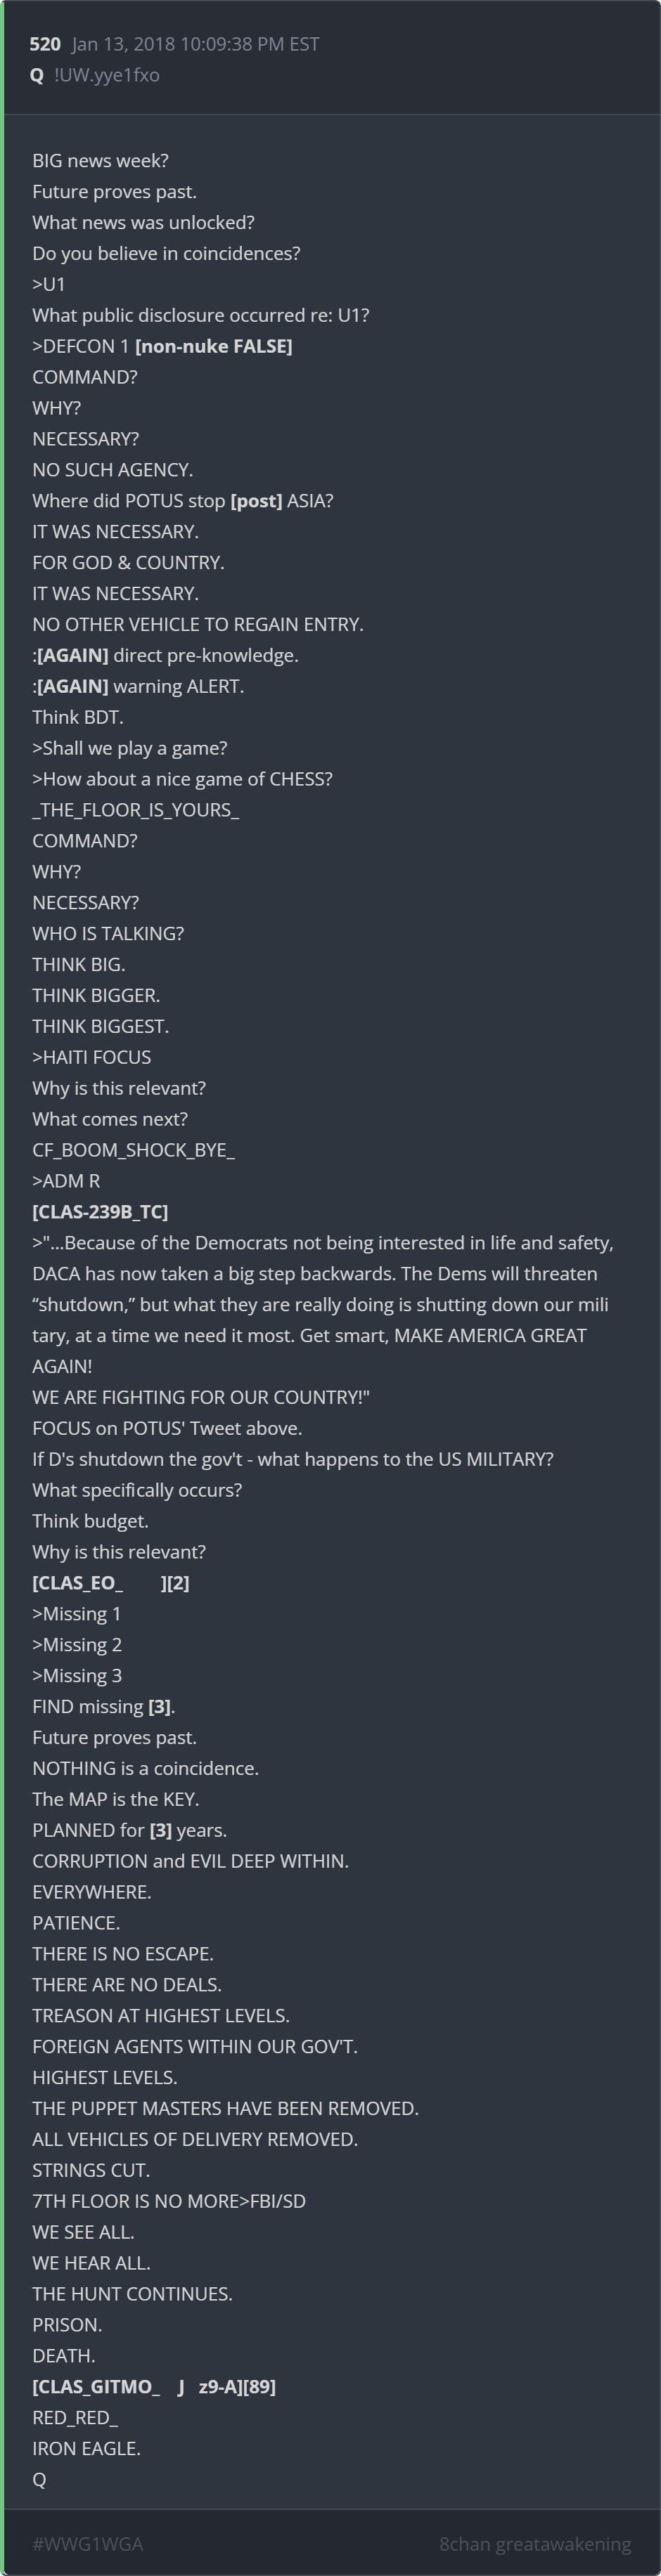 520 Jan 13, 2018 10:09:38 PM EST
Q !UW.yye1fxo
BIG news week?
Future proves past.
What news was unlocked?
Do you believe in coincidences?
>U1
What public disclosure occurred re: U1?
>DEFCON 1 [non-nuke FALSE]
COMMAND?
WHY?
NECESSARY?
NO SUCH AGENCY.
Where did POTUS stop [post] ASIA?
IT WAS NECESSARY.
FOR GOD & COUNTRY.
IT WAS NECESSARY.
NO OTHER VEHICLE TO REGAIN ENTRY.
:[AGAIN] direct pre-knowledge.
:[AGAIN] warning ALERT.
Think BDT.
>Shall we play a game?
>How about a nice game of CHESS?
_THE_FLOOR_IS_YOURS_
COMMAND?
WHY?
NECESSARY?
WHO IS TALKING?
THINK BIG.
THINK BIGGER.
THINK BIGGEST.
>HAITI FOCUS
Why is this relevant?
What comes next?
CF_BOOM_SHOCK_BYE_
>ADM R
[CLAS-239B_TC]
>"...Because of the Democrats not being interested in life and safety,
DACA has now taken a big step backwards. The Dems will threaten
“shutdown,” but what they are really doing is shutting down our mili
tary, at a time we need it most. Get smart, MAKE AMERICA GREAT
AGAIN!
WE ARE FIGHTING FOR OUR COUNTRY!"
FOCUS on POTUS' Tweet above.
If D's shutdown the gov't - what happens to the US MILITARY?
What specifically occurs?
Think budget.
Why is this relevant?
[CLAS_EO_ ][2]
>Missing 1
>Missing 2
>Missing 3
FIND missing [3].
Future proves past.
NOTHING is a coincidence.
The MAP is the KEY.
PLANNED for [3] years.
CORRUPTION and EVIL DEEP WITHIN.
EVERYWHERE.
PATIENCE.
THERE IS NO ESCAPE.
THERE ARE NO DEALS.
TREASON AT HIGHEST LEVELS.
FOREIGN AGENTS WITHIN OUR GOV'T.
HIGHEST LEVELS.
THE PUPPET MASTERS HAVE BEEN REMOVED.
ALL VEHICLES OF DELIVERY REMOVED.
STRINGS CUT.
7TH FLOOR IS NO MORE>FBI/SD
WE SEE ALL.
WE HEAR ALL.
THE HUNT CONTINUES.
PRISON.
DEATH.
[CLAS_GITMO_ J z9-A][89]
RED_RED_
IRON EAGLE.
Q
#WWG1WGA 8chan greatawakening